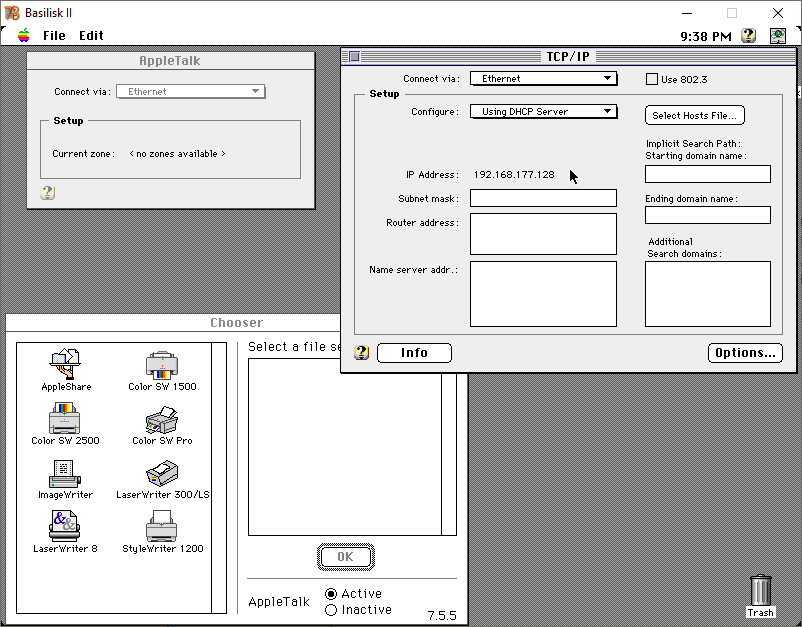 Basilisk II
File Edit
9:38 PM
AppleTalk
Connect via: Ethernet
Setup
Current zone: < no zones available >
TCP/IP
Connect via: Ethernet
Use 802.3
Setup
Configure: Using DHCP Server
Select Hosts File...
Implicit Search Path:
Starting domain name:
IP Address: 192.168.177.128
Subnet mask:
Ending domain name:
Router address:
Additional
Search domains:
Name server addr.:
Info
Options...
Chooser
Select a file se
AppleShare
Color SW 1500
Color SW 2500
Color SW Pro
ImageWriter
LaserWriter 300/LS
LaserWriter 8
StyleWriter 1200
OK
AppleTalk
Active
Inactive
7.5.5
Trash